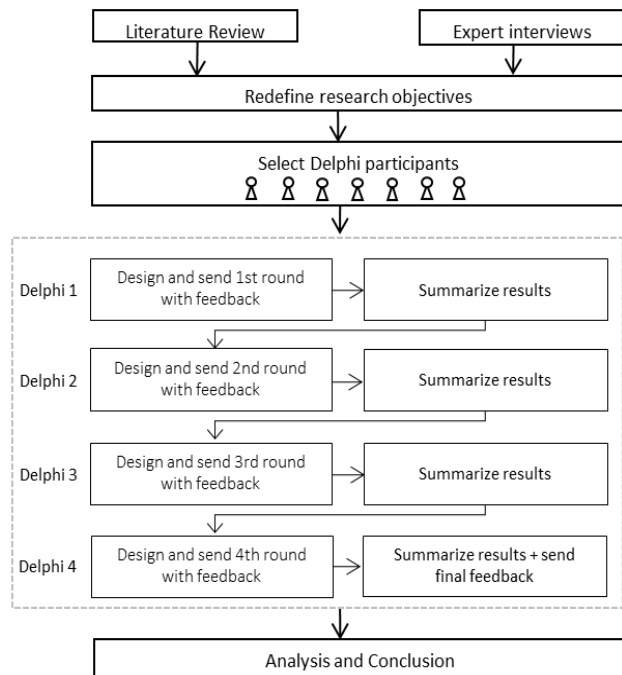 Literature Review
Expert interviews
Redefine research objectives
Select Delphi participants
Delphi 1
Design and send 1st round
with feedback
Summarize results
Delphi 2
Design and send 2nd round
with feedback
Summarize results
Delphi 3
Design and send 3rd round
with feedback
Summarize results
Delphi 4
Design and send 4th round
with feedback
Summarize results + send
final feedback
Analysis and Conclusion